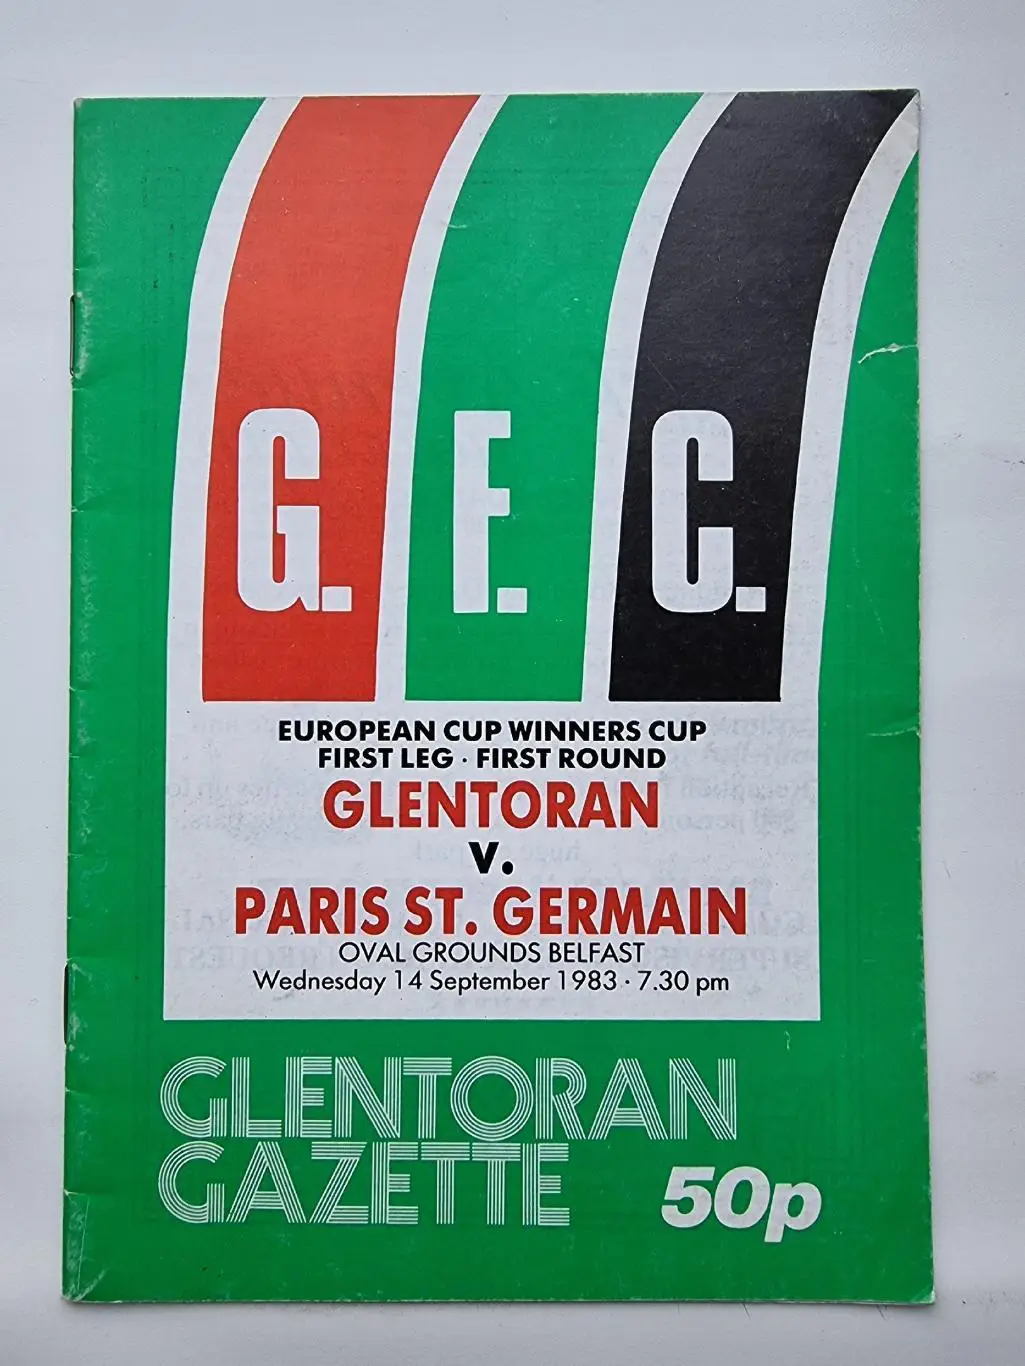 G. F. C.
EUROPEAN CUP WINNERS CUP
FIRST LEG · FIRST ROUND
GLENTORAN
v.
PARIS ST. GERMAIN
OVAL GROUNDS BELFAST
Wednesday 14 September 1983 · 7.30 pm
GLENTORAN
GAZETTE
50p